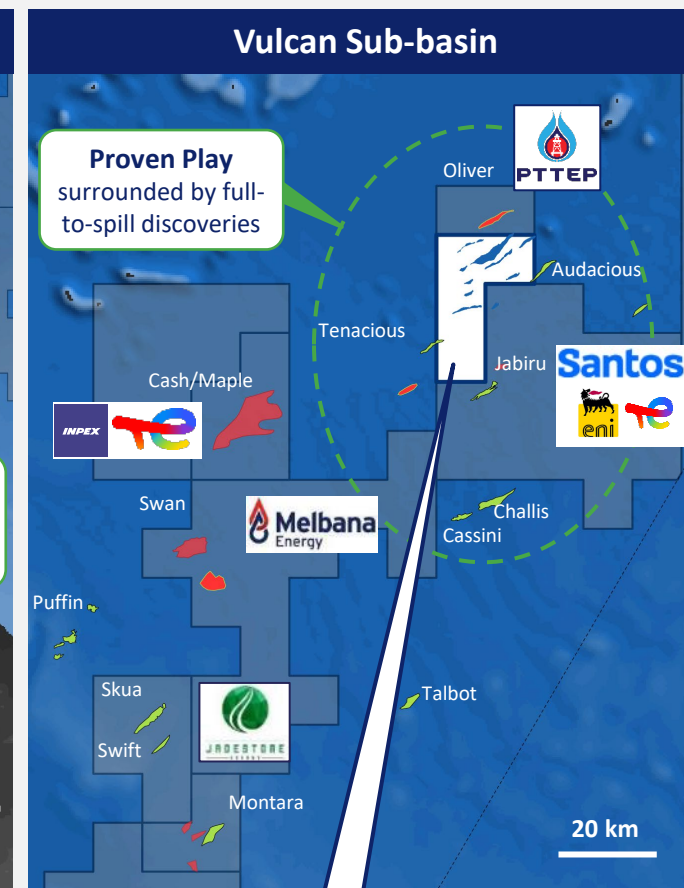 Vulcan Sub-basin
Proven Play
surrounded by full-
to-spill discoveries
PTTEP
Oliver
Audacious
Tenacious
Jabiru
Santos
eni
Cash/Maple
INPEX
Swan
Melbana
Energy
Challis
Cassini
Puffin
Skua
Talbot
JADESTONE
ENERGY
Swift
Montara
20 km